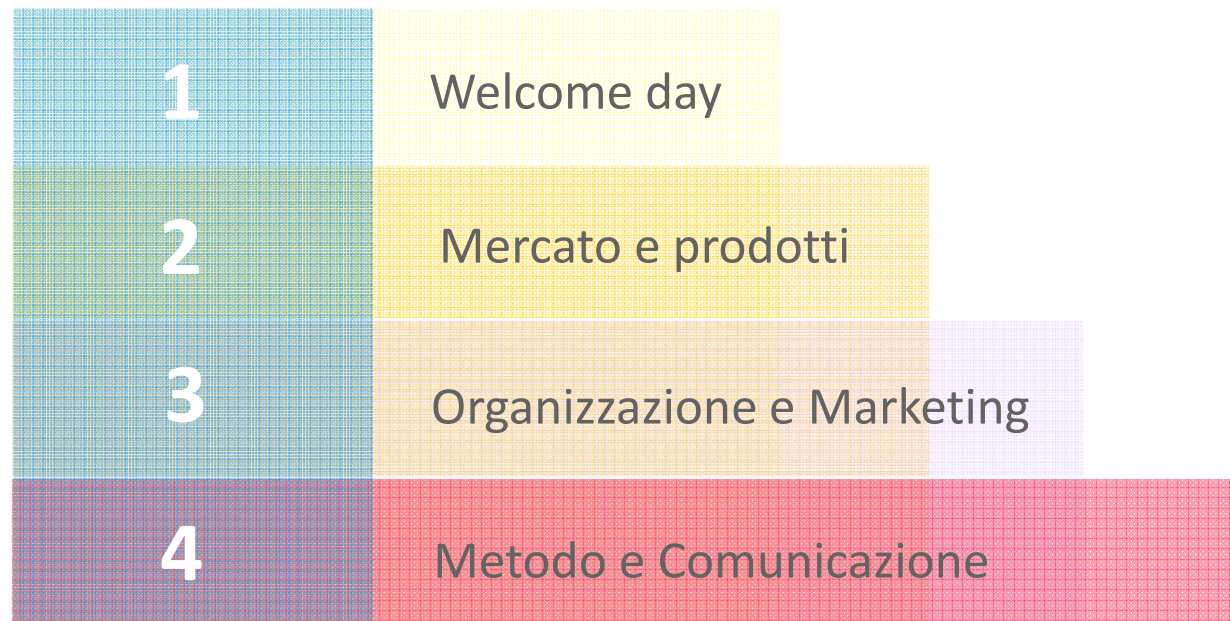 1 Welcome day
2 Mercato e prodotti
3 Organizzazione e Marketing
4 Metodo e Comunicazione